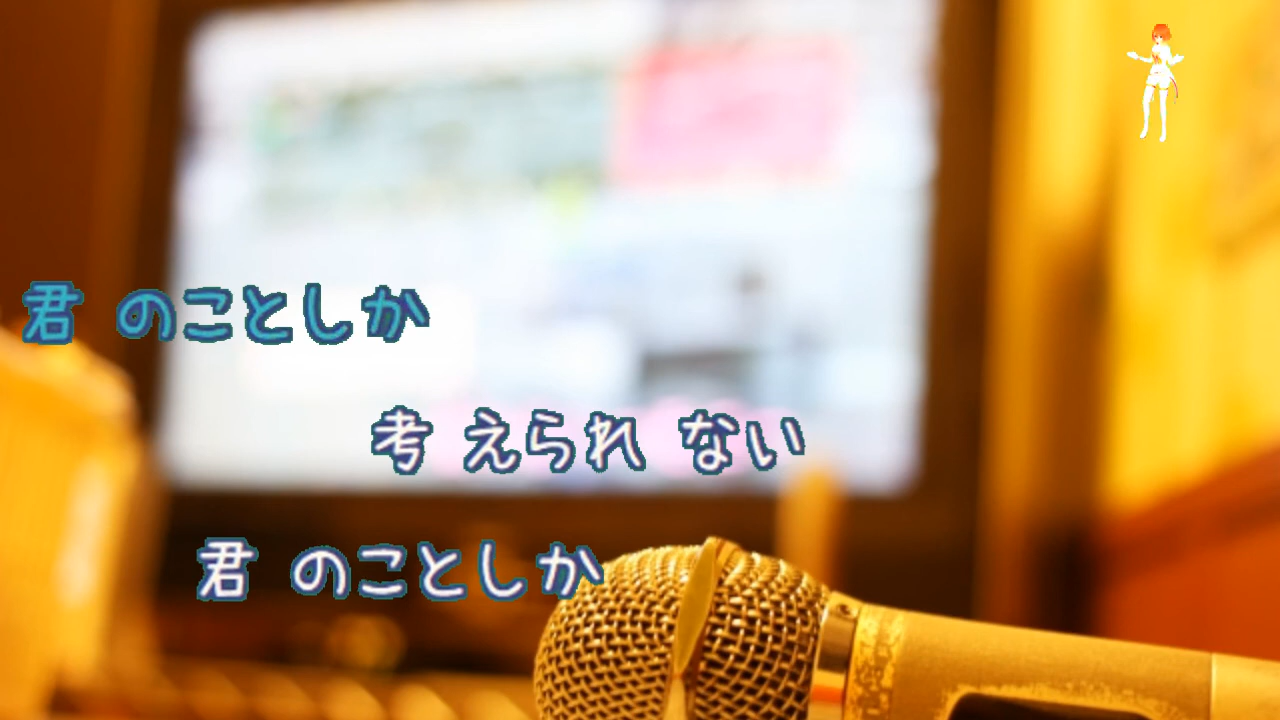 君 のことしか
考 えられ ない
君 のことしか